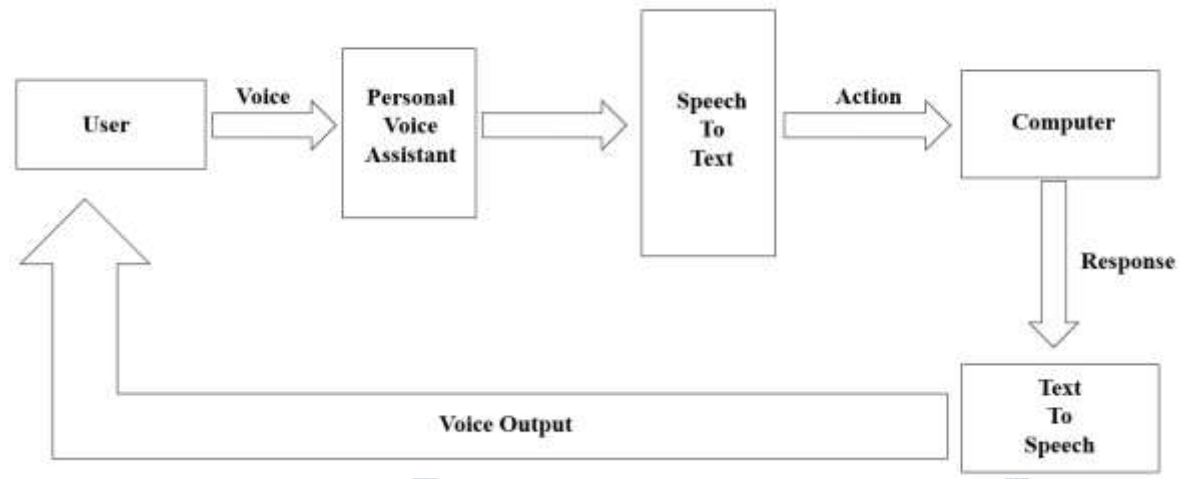 User
Voice
Personal
Voice
Assistant
Speech
To
Text
Action
Computer
Response
Text
To
Speech
Voice Output